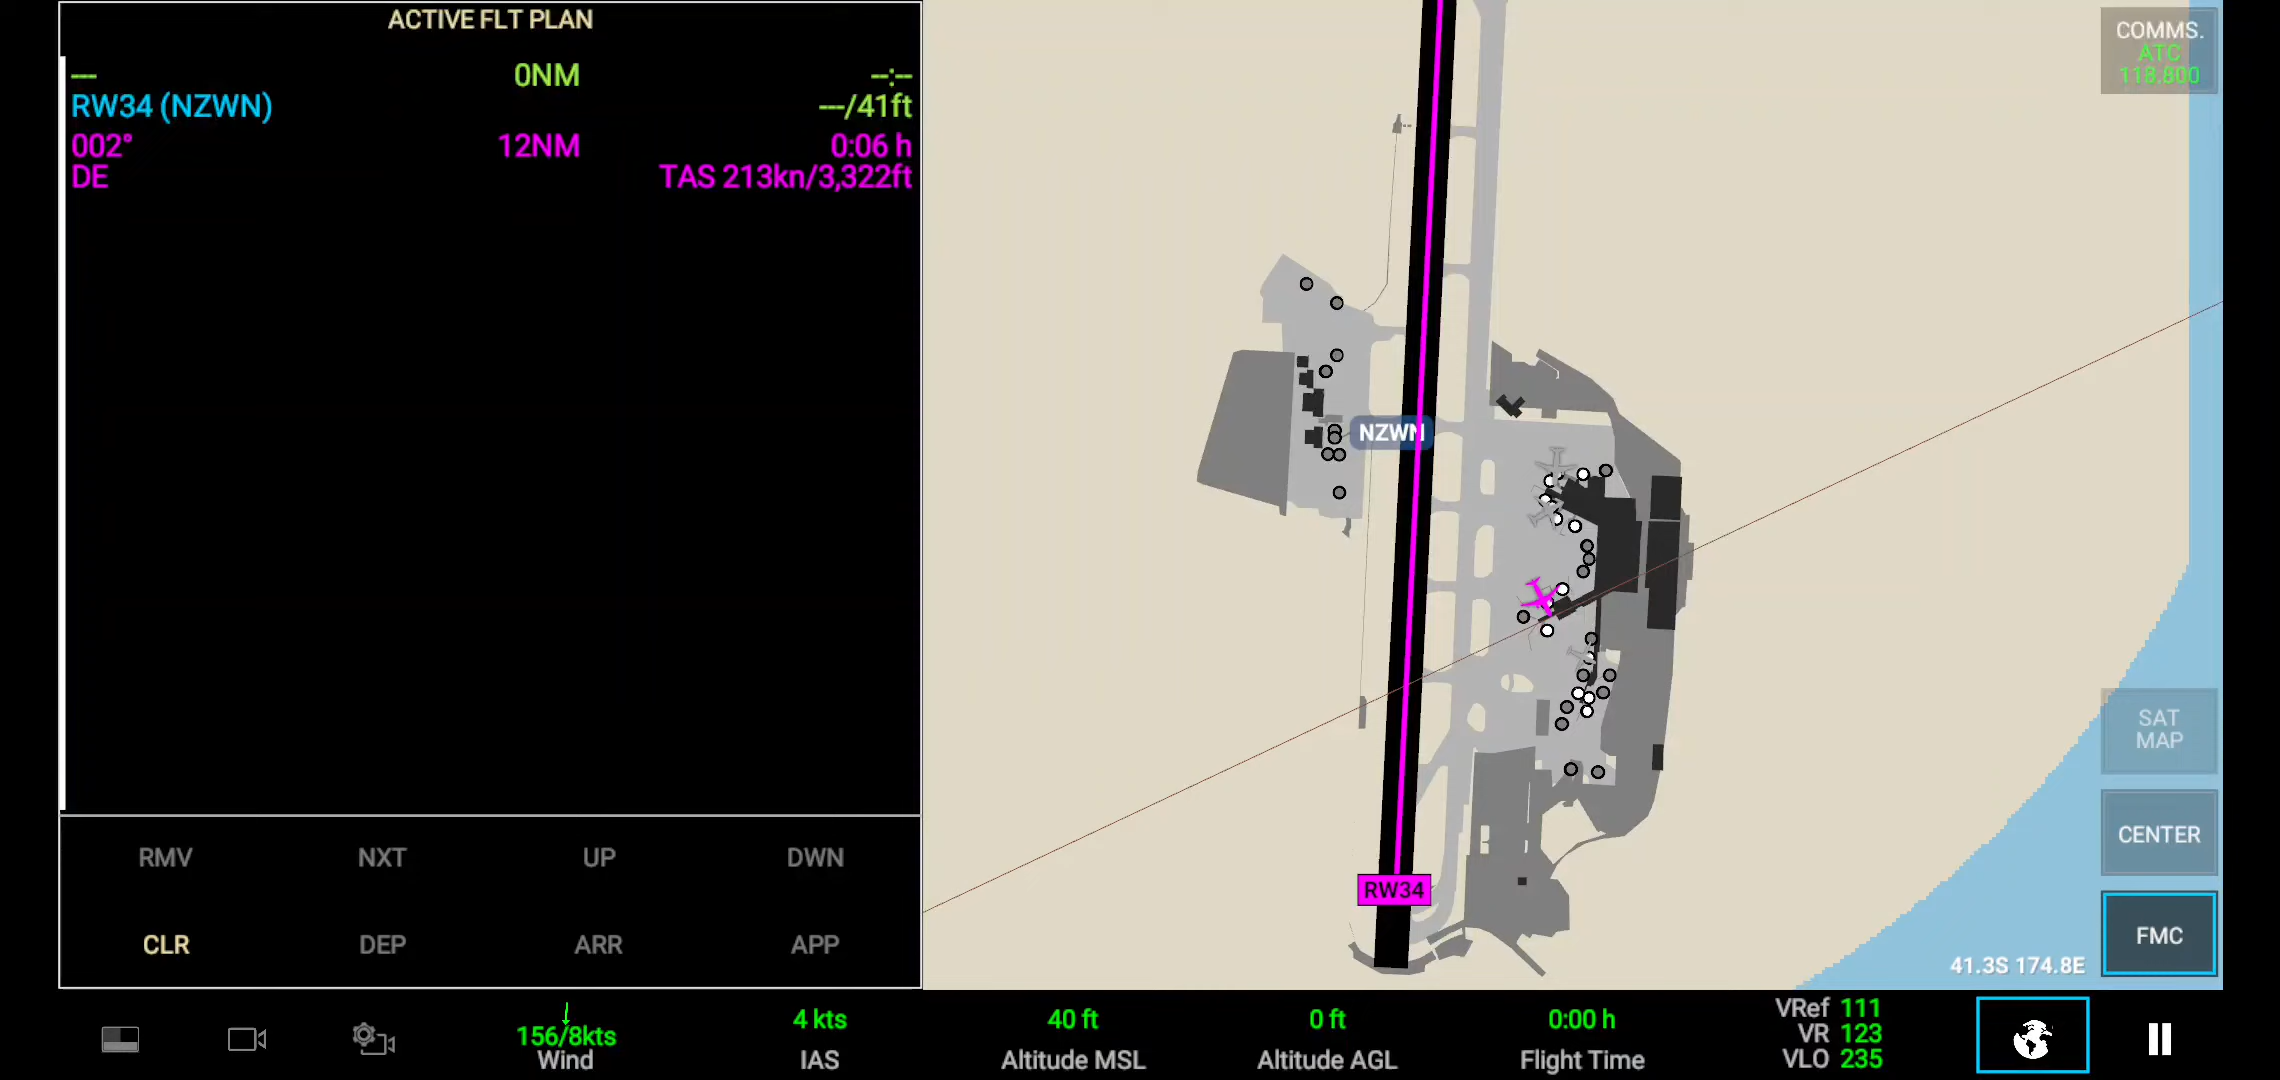 ACTIVE FLT PLAN
--- 0NM --:--
RW34 (NZWN) ---/41ft
002° 12NM 0:06 h
DE TAS 213kn/3,322ft
RMV NXT UP DWN
CLR DEP ARR APP
COMMS.
ATC
118.800
NZWN
RW34
SAT
MAP
CENTER
FMC
41.3S 174.8E
156/8kts
Wind
4 kts
IAS
40 ft
Altitude MSL
0 ft
Altitude AGL
0:00 h
Flight Time
VRef 111
VR 123
VLO 235